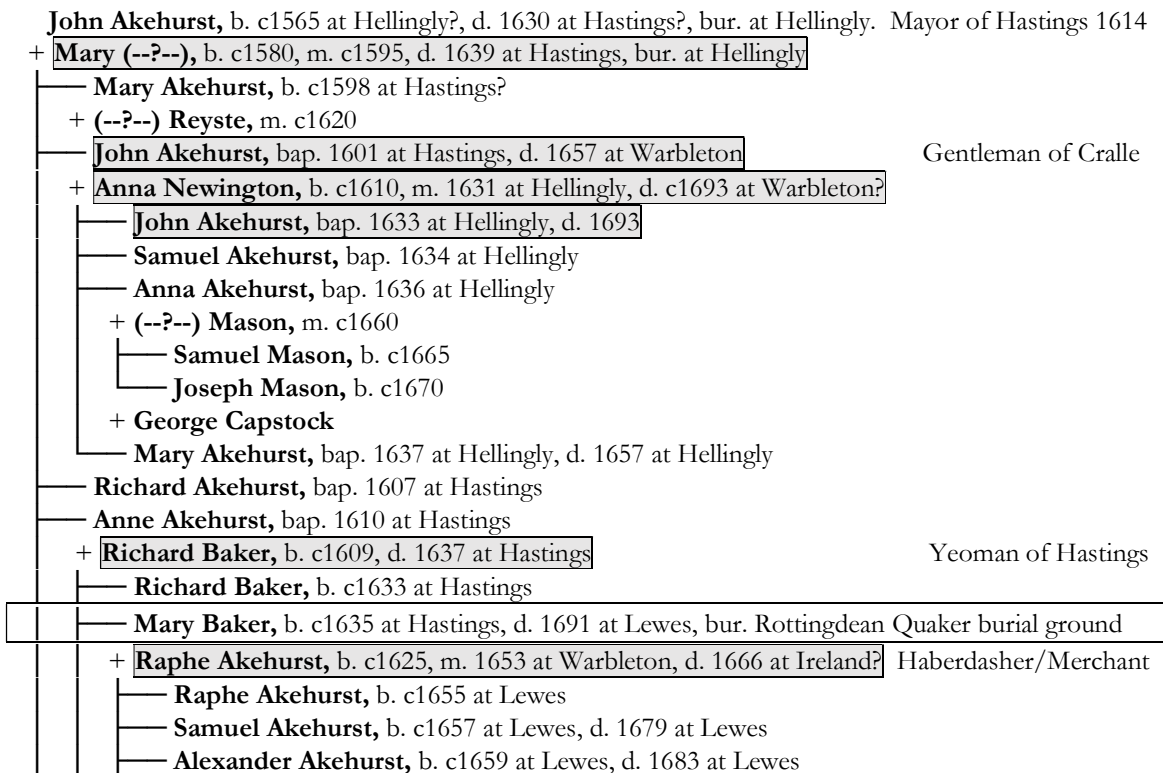 John Akehurst, b. c1565 at Hellingly?, d. 1630 at Hastings?, bur. at Hellingly. Mayor of Hastings 1614
+ Mary (--?--), b. c1580, m. c1595, d. 1639 at Hastings, bur. at Hellingly
Mary Akehurst, b. c1598 at Hastings?
+ (--?--) Reyste, m. c1620
John Akehurst, bap. 1601 at Hastings, d. 1657 at Warbleton Gentleman of Cralle
+ Anna Newington, b. c1610, m. 1631 at Hellingly, d. c1693 at Warbleton?
John Akehurst, bap. 1633 at Hellingly, d. 1693
Samuel Akehurst, bap. 1634 at Hellingly
Anna Akehurst, bap. 1636 at Hellingly
+ (--?--) Mason, m. c1660
Samuel Mason, b. c1665
Joseph Mason, b. c1670
+ George Capstock
Mary Akehurst, bap. 1637 at Hellingly, d. 1657 at Hellingly
Richard Akehurst, bap. 1607 at Hastings
Anne Akehurst, bap. 1610 at Hastings
+ Richard Baker, b. c1609, d. 1637 at Hastings Yeoman of Hastings
Richard Baker, b. c1633 at Hastings
Mary Baker, b. c1635 at Hastings, d. 1691 at Lewes, bur. Rottingdean Quaker burial ground
+ Raphe Akehurst, b. c1625, m. 1653 at Warbleton, d. 1666 at Ireland? Haberdasher/Merchant
Raphe Akehurst, b. c1655 at Lewes
Samuel Akehurst, b. c1657 at Lewes, d. 1679 at Lewes
Alexander Akehurst, b. c1659 at Lewes, d. 1683 at Lewes